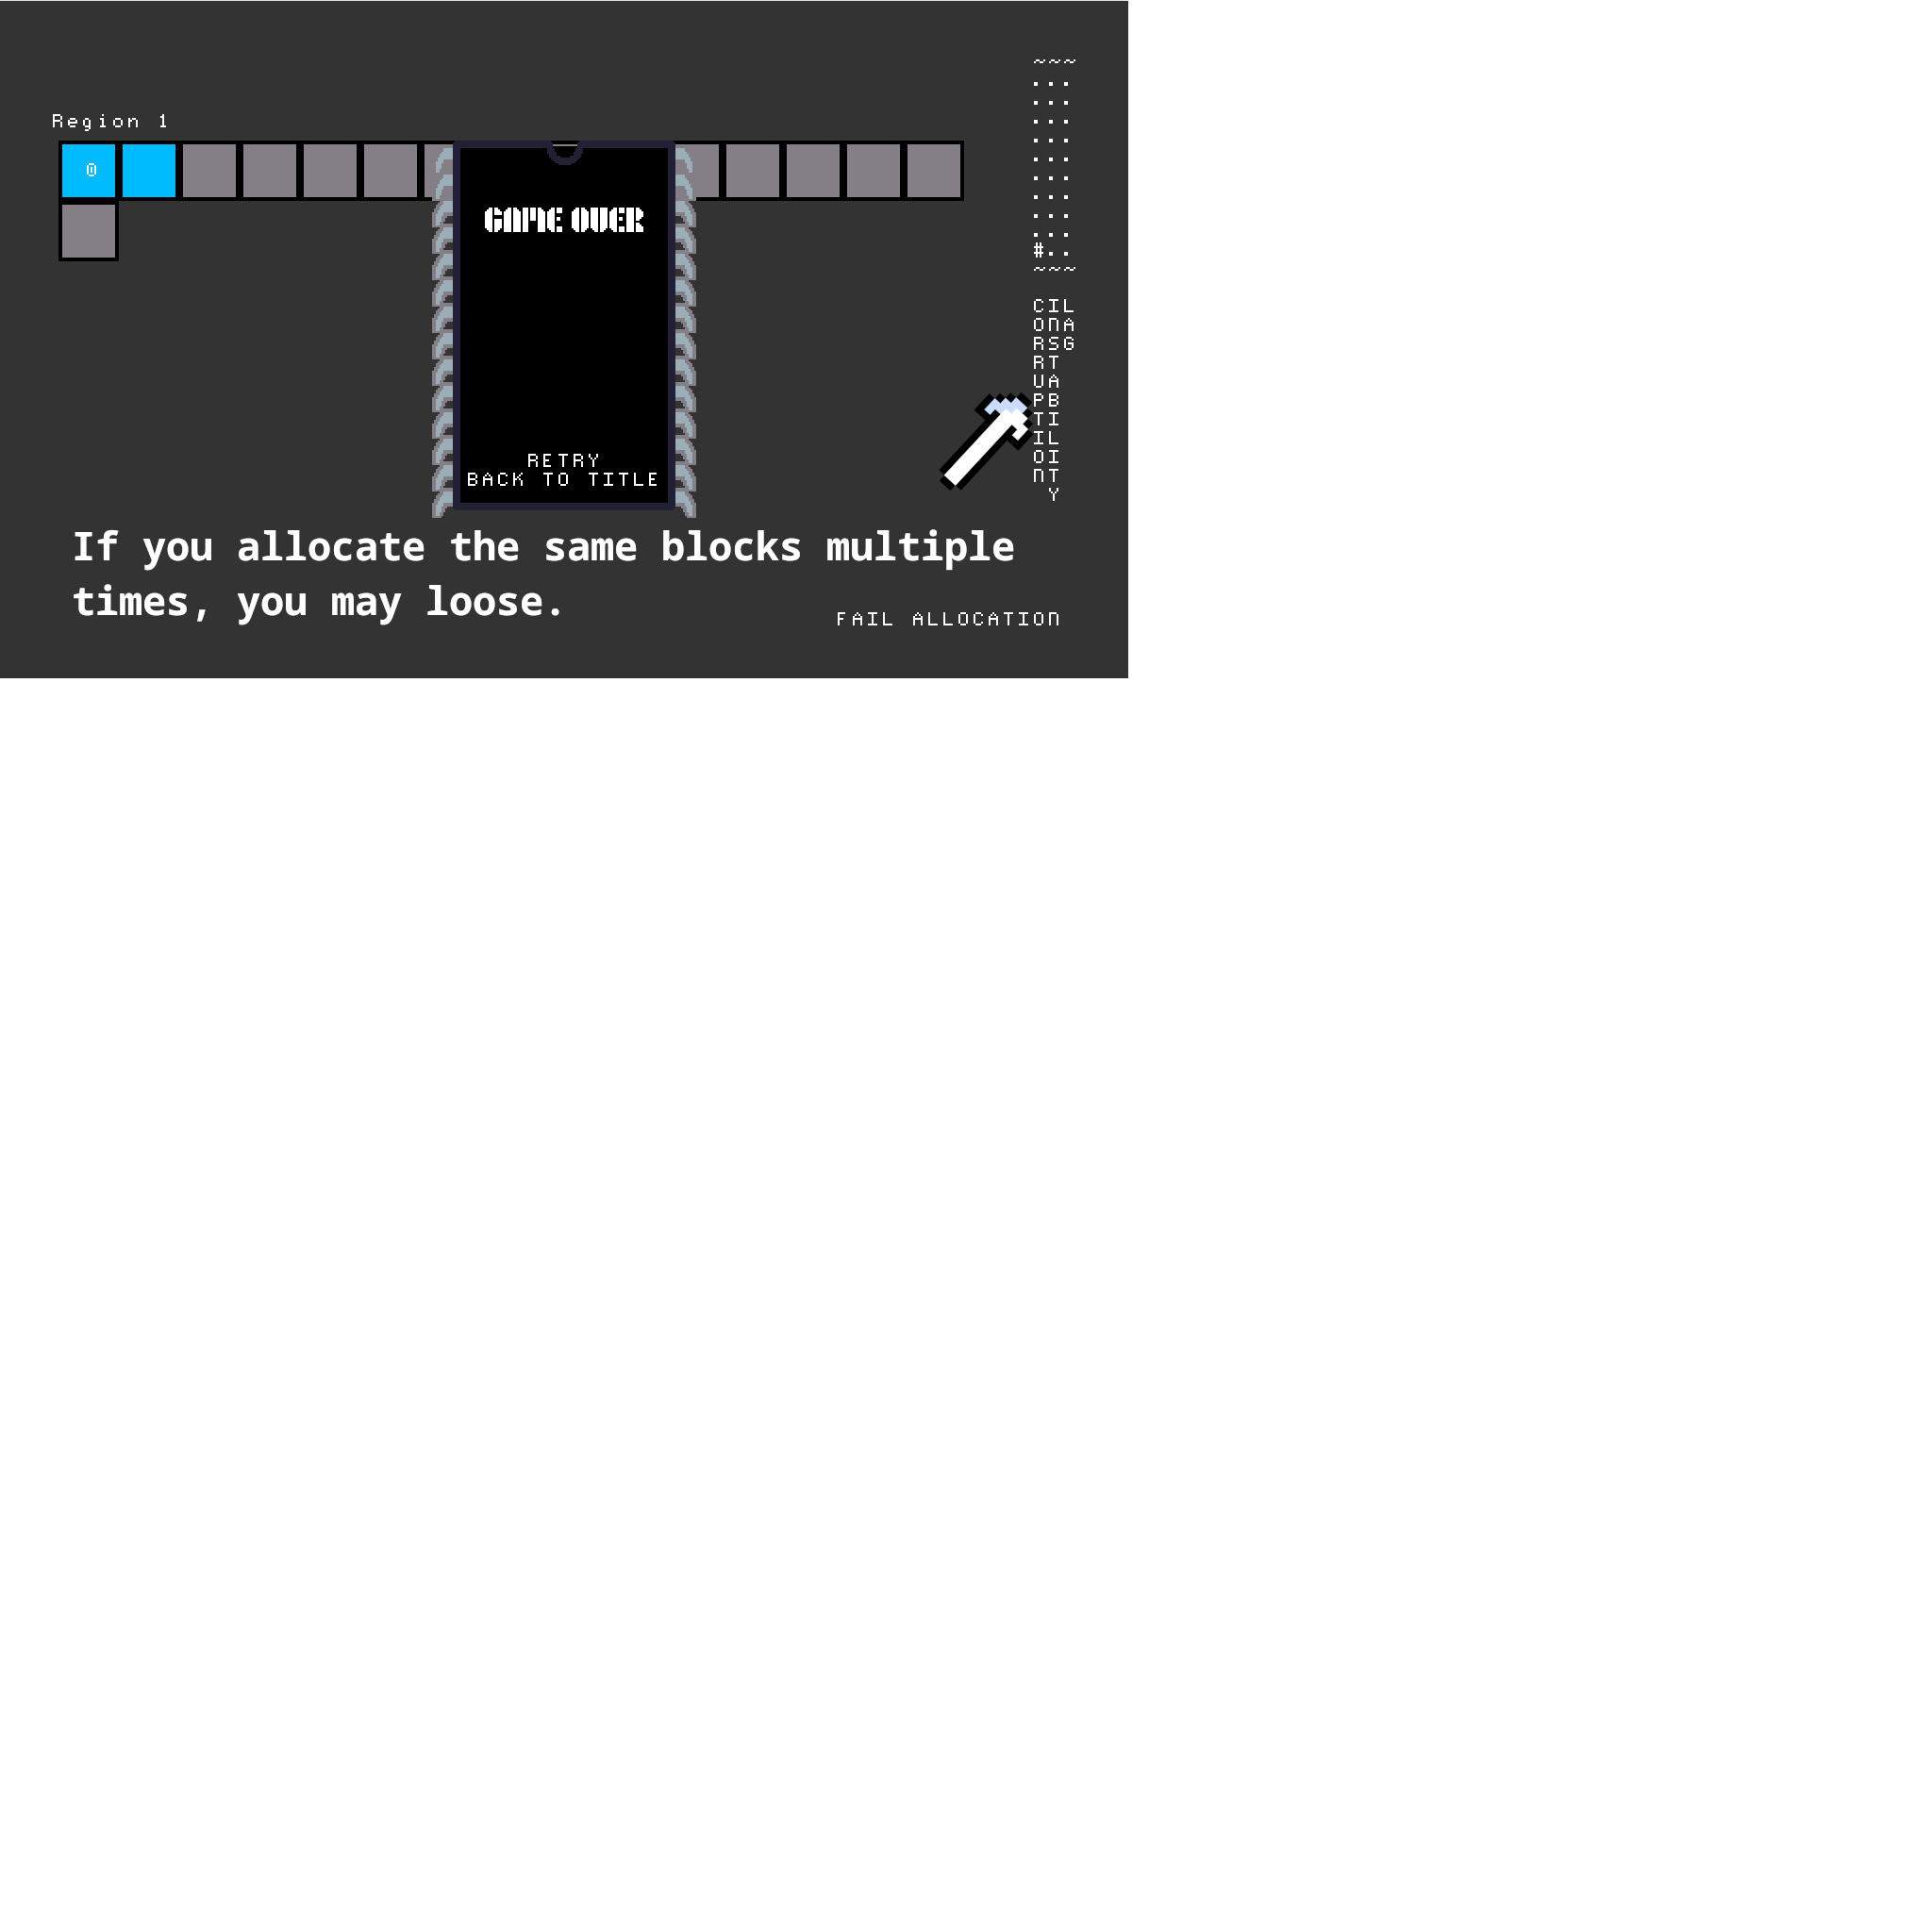 Region 1
0
GAME OVER
RETRY
BACK TO TITLE
~~~
...
...
...
...
...
...
...
...
...
#..
~~~
CIL
ONA
RSG
RT
UA
PB
TI
IL
OI
NT
Y
If you allocate the same blocks multiple
times, you may loose.
FAIL ALLOCATION